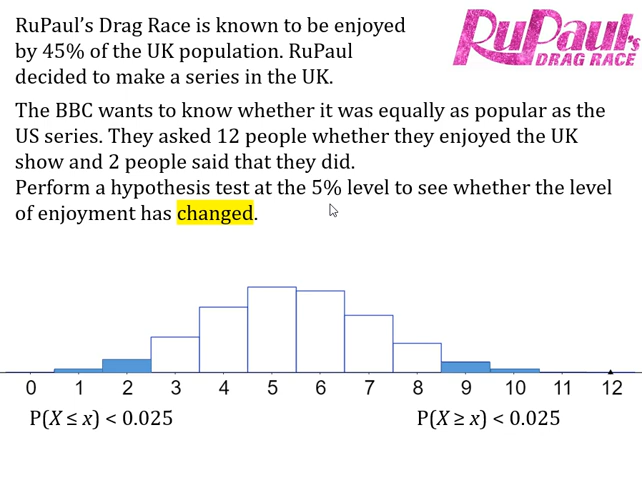 RuPaul's Drag Race is known to be enjoyed
by 45% of the UK population. RuPaul
decided to make a series in the UK.
RuPaul's
DRAG RACE
The BBC wants to know whether it was equally as popular as the
US series. They asked 12 people whether they enjoyed the UK
show and 2 people said that they did.
Perform a hypothesis test at the 5% level to see whether the level
of enjoyment has changed.
0 1 2 3 4 5 6 7 8 9 10 11 12
P(X ≤ x) < 0.025 P(X ≥ x) < 0.025